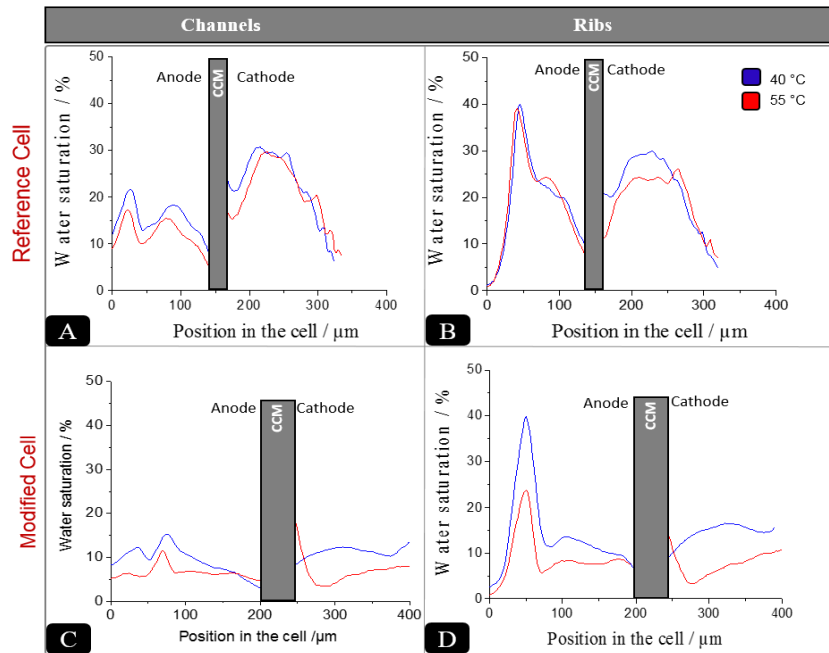 Channels
Ribs
Reference Cell
Modified Cell
50
40
30
20
10
0
Water saturation / %
Anode
CCM
Cathode
0 100 200 300 400
Position in the cell / µm
A
50
40
30
20
10
0
Water saturation / %
Anode
CCM
Cathode
40 °C
55 °C
0 100 200 300 400
Position in the cell / µm
B
50
40
30
20
10
0
Water saturation / %
Anode
CCM
Cathode
0 100 200 300 400
Position in the cell /µm
C
50
40
30
20
10
0
Water saturation / %
Anode
CCM
Cathode
0 100 200 300 400
Position in the cell / µm
D